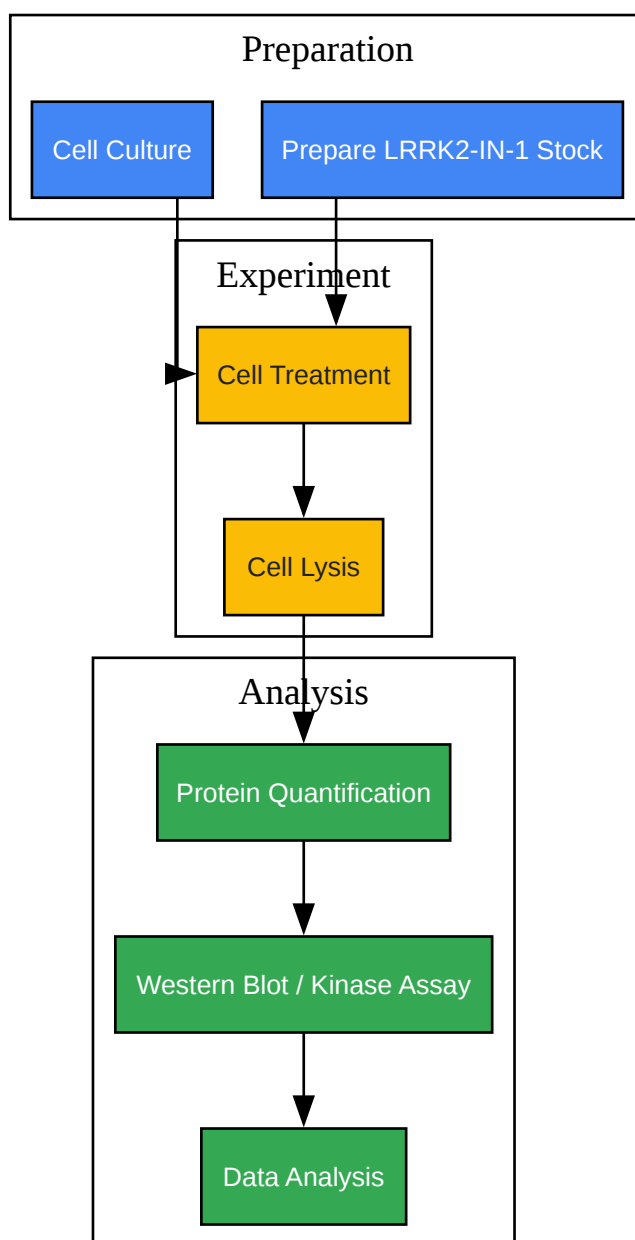 Preparation
Cell Culture
Prepare LRRK2-IN-1 Stock
Experiment
Cell Treatment
Cell Lysis
Analysis
Protein Quantification
Western Blot / Kinase Assay
Data Analysis